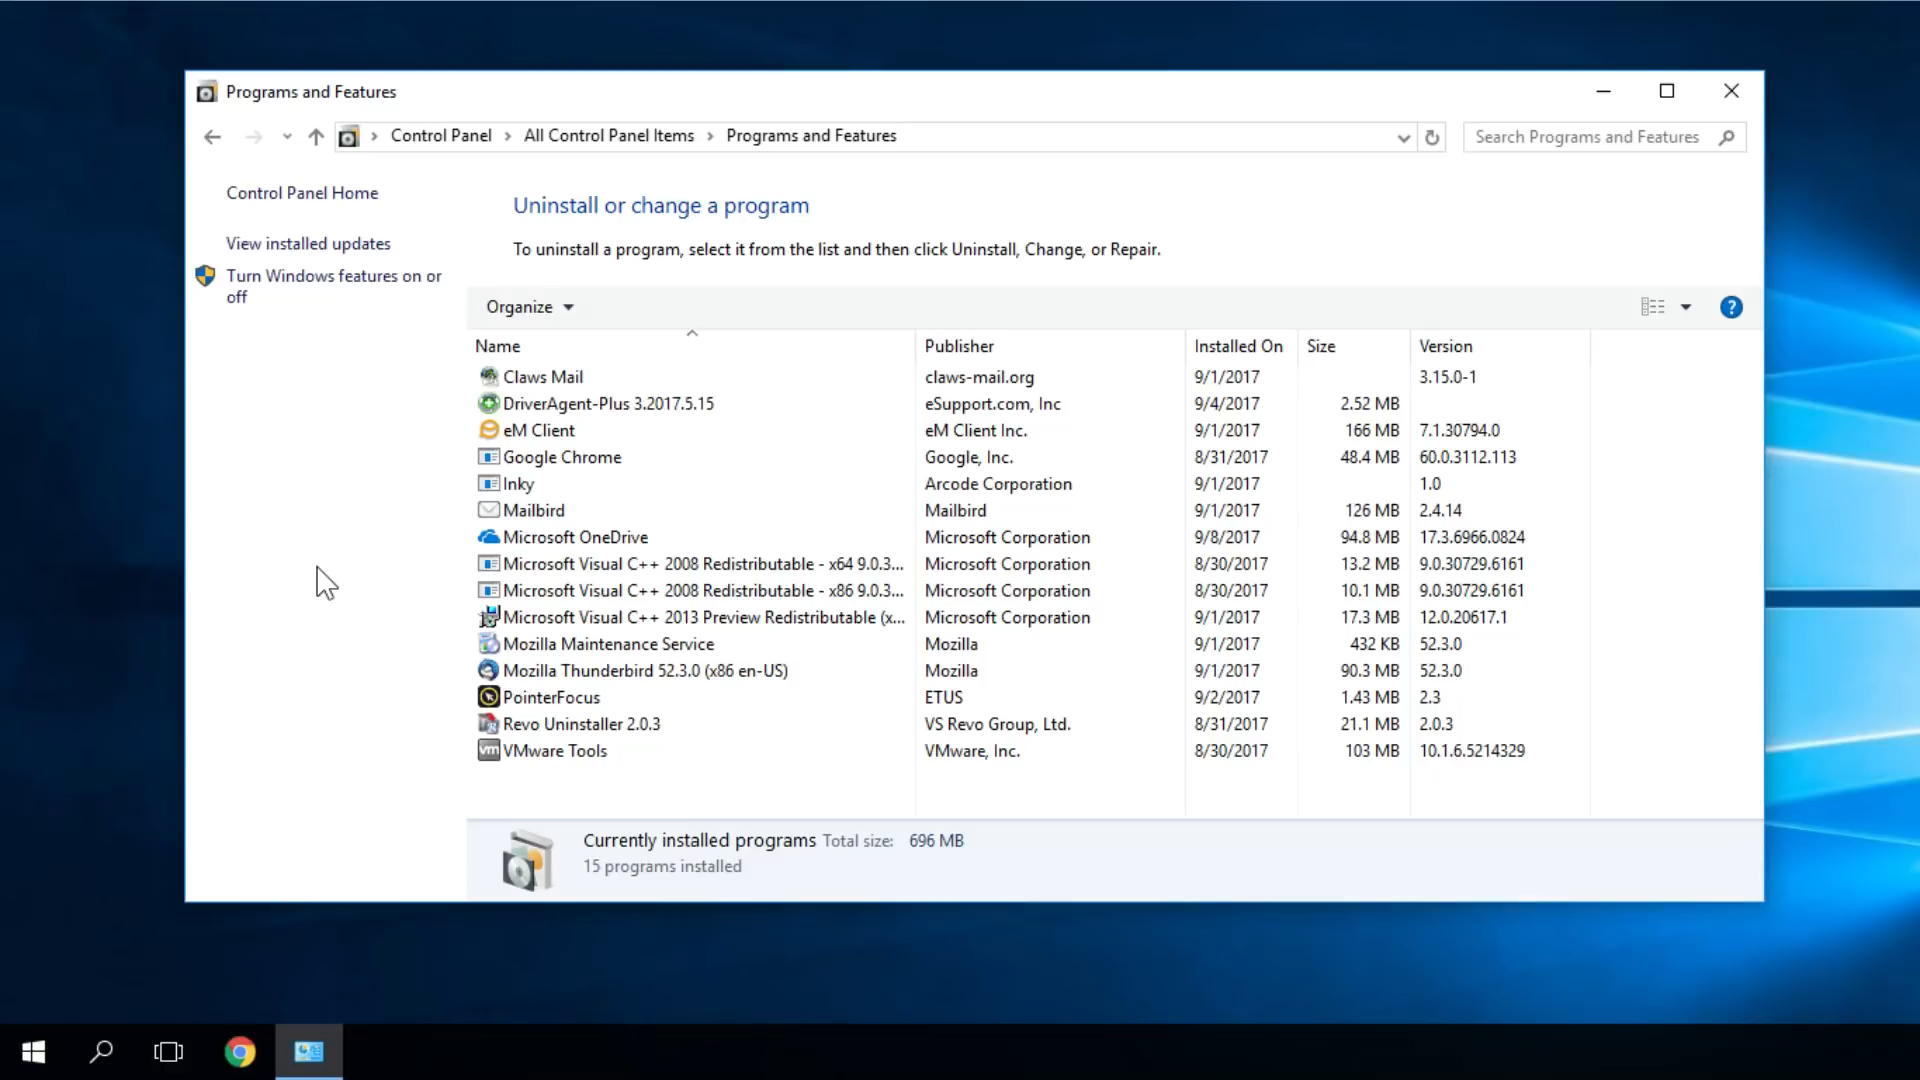 Programs and Features
Control Panel All Control Panel Items Programs and Features
Search Programs and Features
Control Panel Home
View installed updates
Turn Windows features on or
off
Uninstall or change a program
To uninstall a program, select it from the list and then click Uninstall, Change, or Repair.
Organize
?
Name Publisher Installed On Size Version
Claws Mail claws-mail.org 9/1/2017 3.15.0-1
DriverAgent-Plus 3.2017.5.15 eSupport.com, Inc 9/4/2017 2.52 MB
eM Client eM Client Inc. 9/1/2017 166 MB 7.1.30794.0
Google Chrome Google, Inc. 8/31/2017 48.4 MB 60.0.3112.113
Inky Arcode Corporation 9/1/2017 1.0
Mailbird Mailbird 9/1/2017 126 MB 2.4.14
Microsoft OneDrive Microsoft Corporation 9/8/2017 94.8 MB 17.3.6966.0824
Microsoft Visual C++ 2008 Redistributable - x64 9.0.3... Microsoft Corporation 8/30/2017 13.2 MB 9.0.30729.6161
Microsoft Visual C++ 2008 Redistributable - x86 9.0.3... Microsoft Corporation 8/30/2017 10.1 MB 9.0.30729.6161
Microsoft Visual C++ 2013 Preview Redistributable (x... Microsoft Corporation 9/1/2017 17.3 MB 12.0.20617.1
Mozilla Maintenance Service Mozilla 9/1/2017 432 KB 52.3.0
Mozilla Thunderbird 52.3.0 (x86 en-US) Mozilla 9/1/2017 90.3 MB 52.3.0
PointerFocus ETUS 9/2/2017 1.43 MB 2.3
Revo Uninstaller 2.0.3 VS Revo Group, Ltd. 8/31/2017 21.1 MB 2.0.3
vm VMware Tools VMware, Inc. 8/30/2017 103 MB 10.1.6.5214329
Currently installed programs Total size: 696 MB
15 programs installed